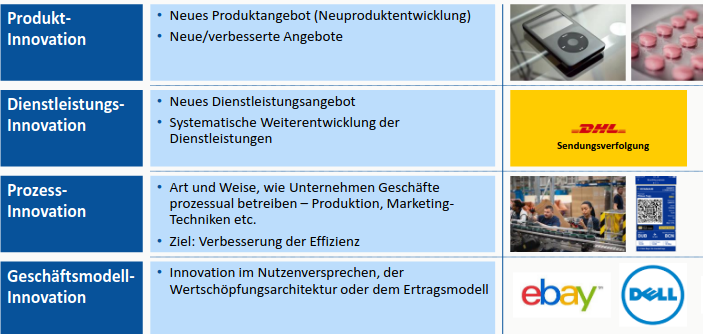 Produkt-
Innovation
• Neues Produktangebot (Neuproduktentwicklung)
• Neue/verbesserte Angebote
Dienstleistungs-
Innovation
• Neues Dienstleistungsangebot
• Systematische Weiterentwicklung der
Dienstleistungen
DHL
Sendungsverfolgung
Prozess-
Innovation
• Art und Weise, wie Unternehmen Geschäfte
prozessual betreiben – Produktion, Marketing-
Techniken etc.
• Ziel: Verbesserung der Effizienz
Geschäftsmodell-
Innovation
• Innovation im Nutzenversprechen, der
Wertschöpfungsarchitektur oder dem Ertragsmodell
ebay
DELL